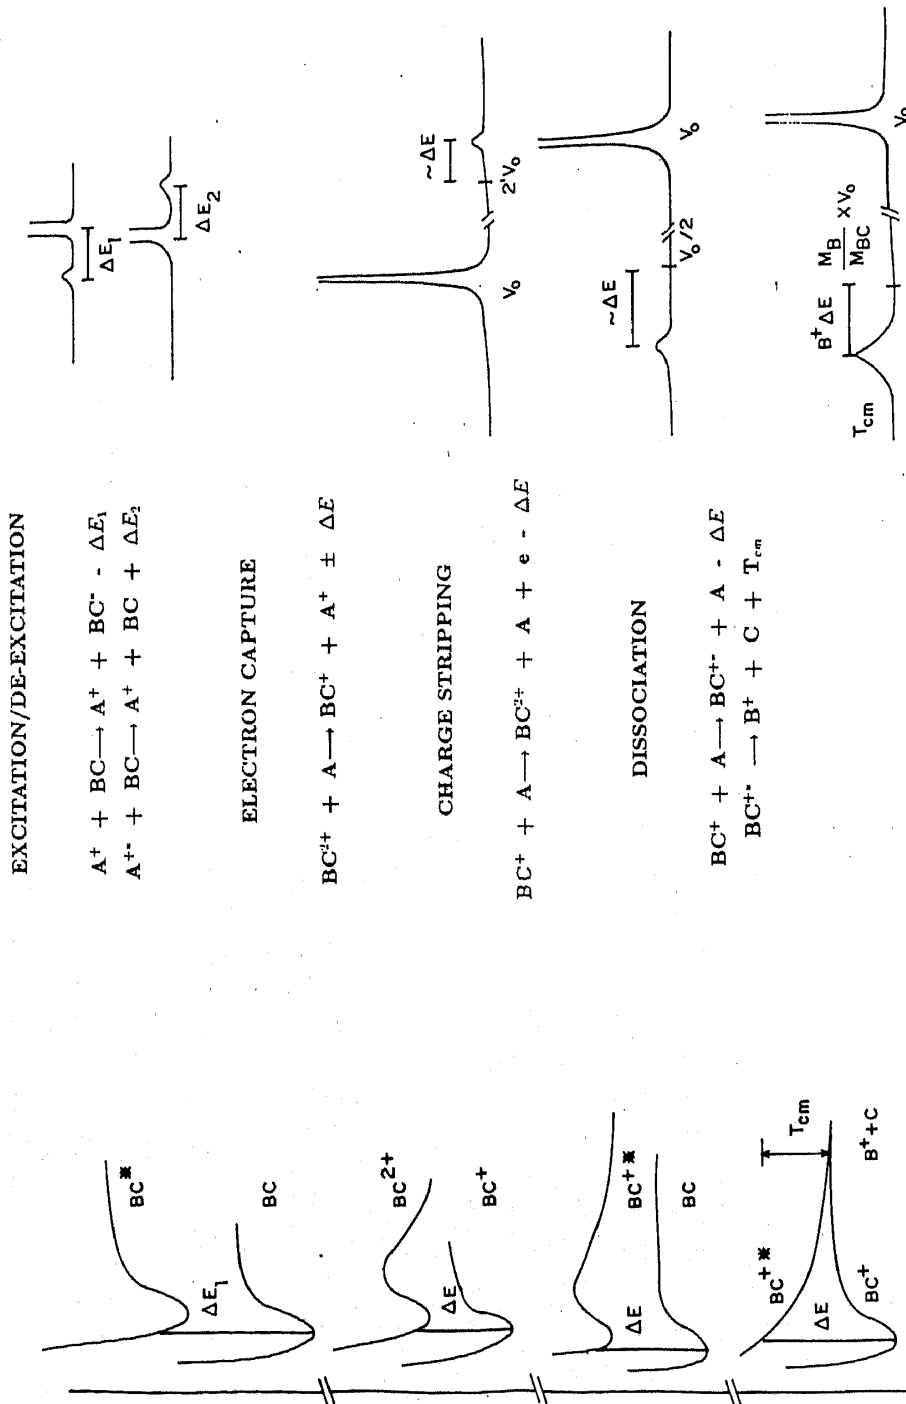 EXCITATION/DE-EXCITATION
A⁺ + BC ⟶ A⁺ + BC* - ΔE₁
A⁺* + BC ⟶ A⁺ + BC + ΔE₂
ELECTRON CAPTURE
BC²⁺ + A ⟶ BC⁺ + A⁺ ± ΔE
CHARGE STRIPPING
BC⁺ + A ⟶ BC²⁺ + A + e - ΔE
DISSOCIATION
BC⁺ + A ⟶ BC⁺* + A - ΔE
BC⁺* ⟶ B⁺ + C + T_cm
BC*
BC
ΔE₁
BC²⁺
BC⁺
ΔE
BC⁺*
BC
ΔE
BC⁺*
BC⁺
ΔE
T_cm
B⁺+C
ΔE₁
ΔE₂
V₀
2'V₀
~ΔE
~ΔE
V₀/2
V₀
T_cm
B⁺ΔE
M_B
M_BC
XV₀
V₀